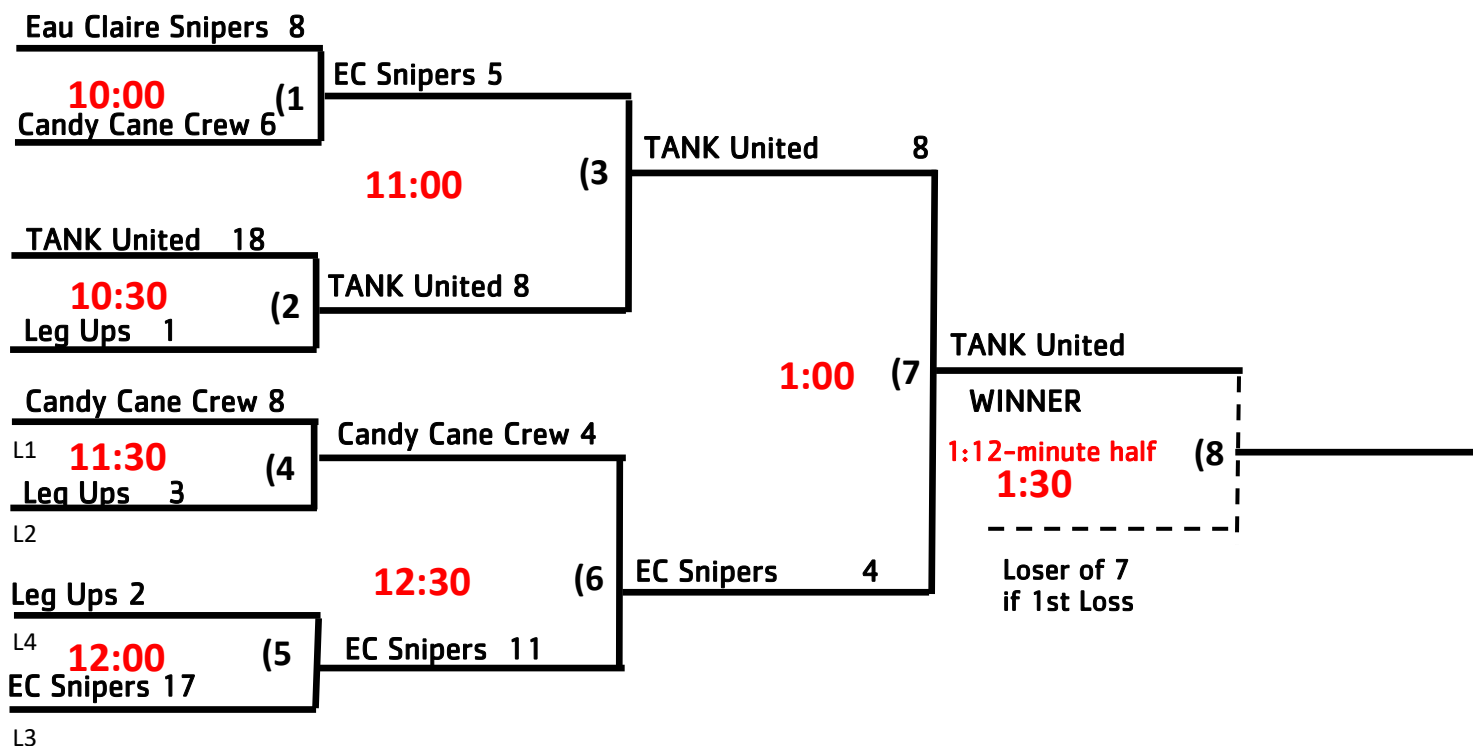 Eau Claire Snipers 8
10:00 (1
Candy Cane Crew 6
EC Snipers 5
11:00 (3
TANK United 18
10:30 (2
Leg Ups 1
TANK United 8
TANK United 8
1:00 (7
Candy Cane Crew 8
L1 11:30 (4
Leg Ups 3
L2
Candy Cane Crew 4
12:30 (6
Leg Ups 2
L4 12:00 (5
EC Snipers 17
L3
EC Snipers 11
EC Snipers 4
TANK United
WINNER
1:12-minute half (8
1:30
Loser of 7
if 1st Loss